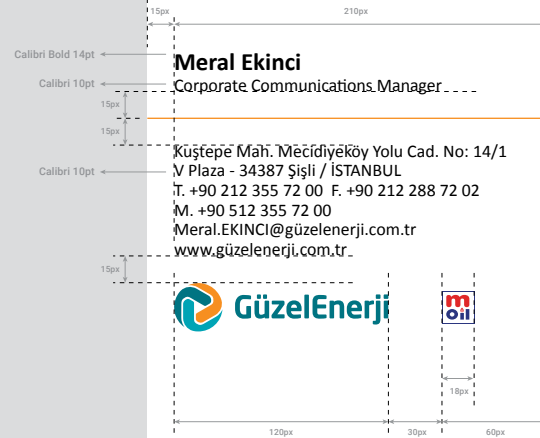 15px 210px
Calibri Bold 14pt Meral Ekinci
Calibri 10pt Corporate Communications Manager
15px
15px
Kuştepe Mah. Mecidiyeköy Yolu Cad. No: 14/1
Calibri 10pt V Plaza - 34387 Şişli / İSTANBUL
T. +90 212 355 72 00 F. +90 212 288 72 02
M. +90 512 355 72 00
Meral.EKINCI@güzelenerji.com.tr
www.güzelenerji.com.tr
15px
GüzelEnerji m oil
18px
120px 30px 60px